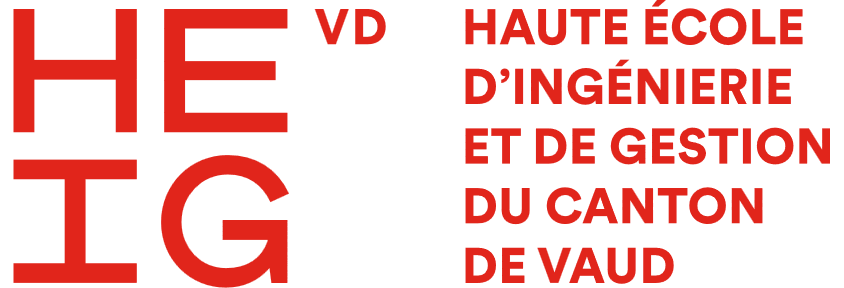 HE VD
IG
HAUTE ÉCOLE
D’INGÉNIERIE
ET DE GESTION
DU CANTON
DE VAUD